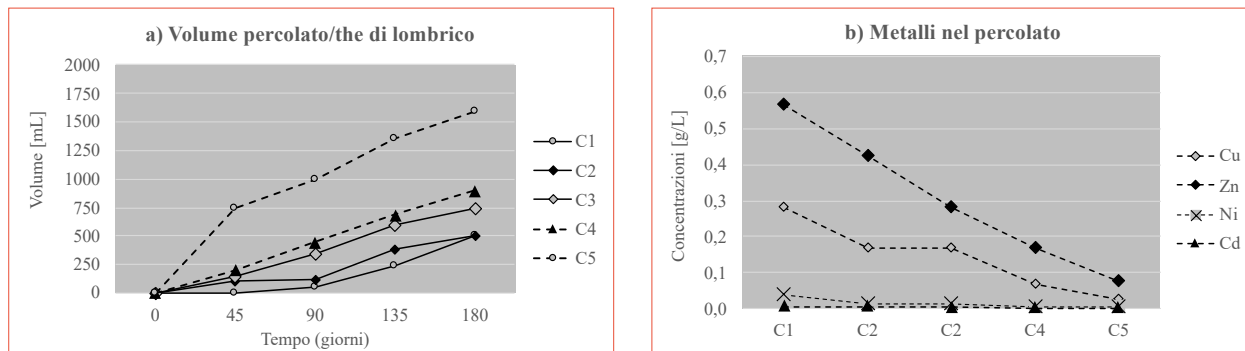 a) Volume percolato/the di lombrico
Volume [mL]
2000
1750
1500
1250
1000
750
500
250
0
0 45 90 135 180
Tempo (giorni)
C1
C2
C3
C4
C5
b) Metalli nel percolato
Concentrazioni [g/L]
0,7
0,6
0,5
0,4
0,3
0,2
0,1
0,0
C1 C2 C2 C4 C5
Cu
Zn
Ni
Cd